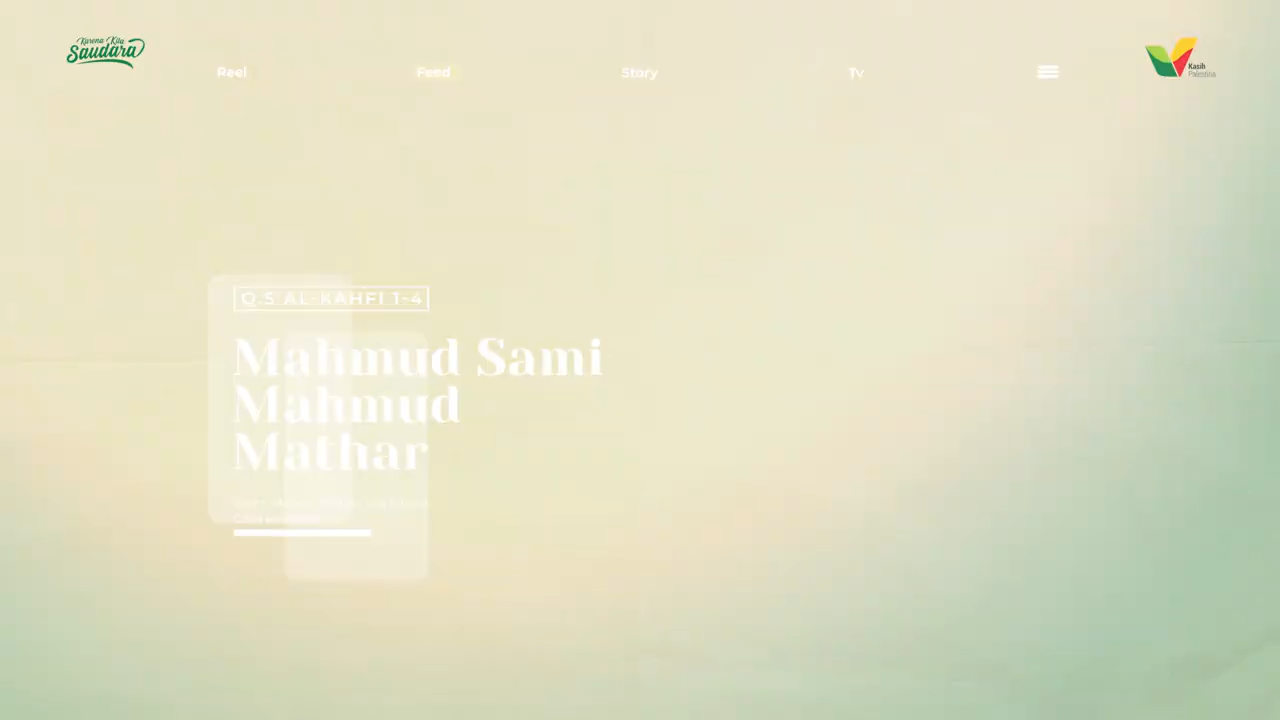 Karena Kita
Saudara
Reel
Feed
Story
Tv
Kasih
Palestina
Q.S AL-KAHFI 1-4
Mahmud Sami
Mahmud
Mathar